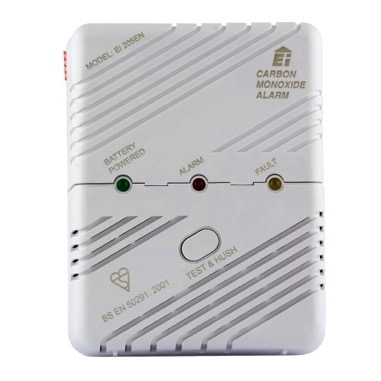 MODEL: EI 205EN
Ei
CARBON
MONOXIDE
ALARM
BATTERY
POWERED
ALARM
FAULT
TEST & HUSH
BS EN 50291: 2001